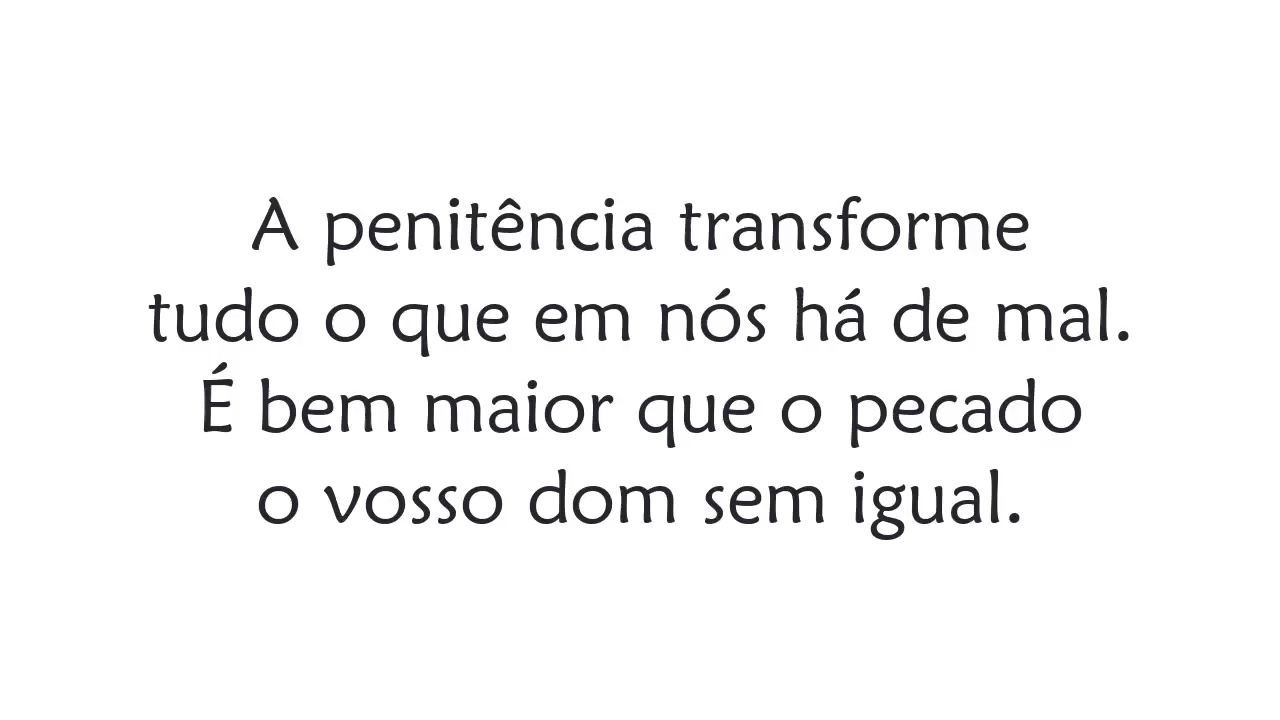 A penitência transforme
tudo o que em nós há de mal.
É bem maior que o pecado
o vosso dom sem igual.